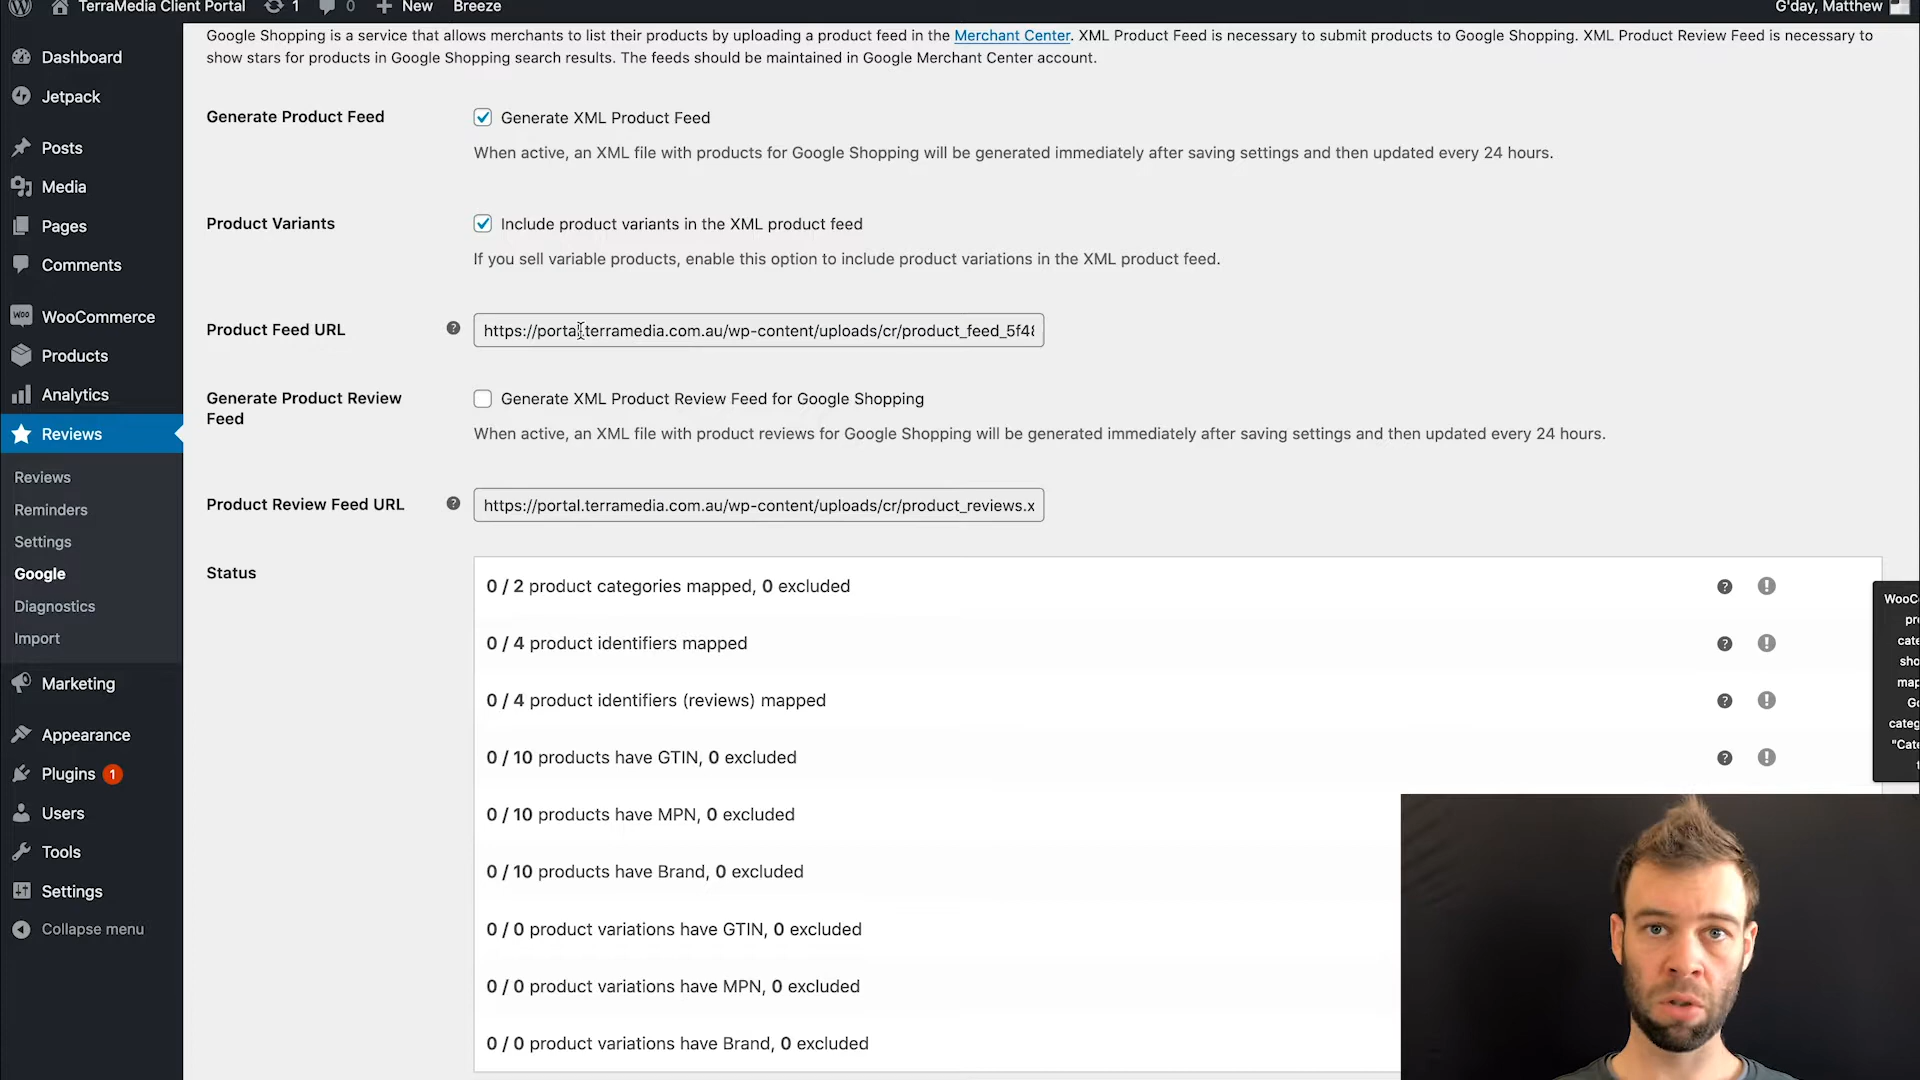 TerraMedia Client Portal 1 0 New Breeze G'day, Matthew
Dashboard
Jetpack
Posts
Media
Pages
Comments
WooCommerce
Products
Analytics
Reviews
Reviews
Reminders
Settings
Google
Diagnostics
Import
Marketing
Appearance
Plugins 1
Users
Tools
Settings
Collapse menu
Google Shopping is a service that allows merchants to list their products by uploading a product feed in the Merchant Center. XML Product Feed is necessary to submit products to Google Shopping. XML Product Review Feed is necessary to
show stars for products in Google Shopping search results. The feeds should be maintained in Google Merchant Center account.
Generate Product Feed
Generate XML Product Feed
When active, an XML file with products for Google Shopping will be generated immediately after saving settings and then updated every 24 hours.
Product Variants
Include product variants in the XML product feed
If you sell variable products, enable this option to include product variations in the XML product feed.
Product Feed URL
https://portal.terramedia.com.au/wp-content/uploads/cr/product_feed_5f4
Generate Product Review
Feed
Generate XML Product Review Feed for Google Shopping
When active, an XML file with product reviews for Google Shopping will be generated immediately after saving settings and then updated every 24 hours.
Product Review Feed URL
https://portal.terramedia.com.au/wp-content/uploads/cr/product_reviews.x
Status
0 / 2 product categories mapped, 0 excluded
0 / 4 product identifiers mapped
0 / 4 product identifiers (reviews) mapped
0 / 10 products have GTIN, 0 excluded
0 / 10 products have MPN, 0 excluded
0 / 10 products have Brand, 0 excluded
0 / 0 product variations have GTIN, 0 excluded
0 / 0 product variations have MPN, 0 excluded
0 / 0 product variations have Brand, 0 excluded